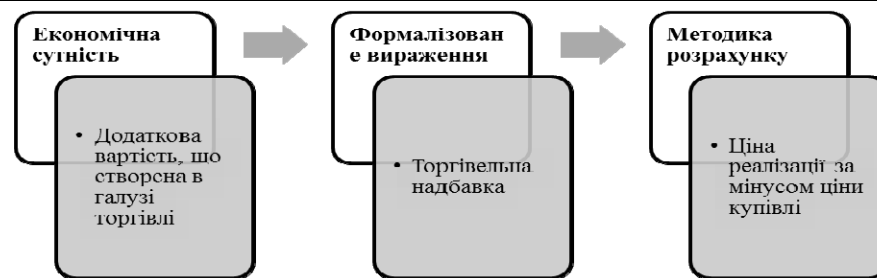 Економічна
сутність
• Додаткова
вартість, що
створена в
галузі
торгівлі
Формалізован
е вираження
• Торгівельна
надбавка
Методика
розрахунку
• Ціна
реалізації за
мінусом ціни
купівлі